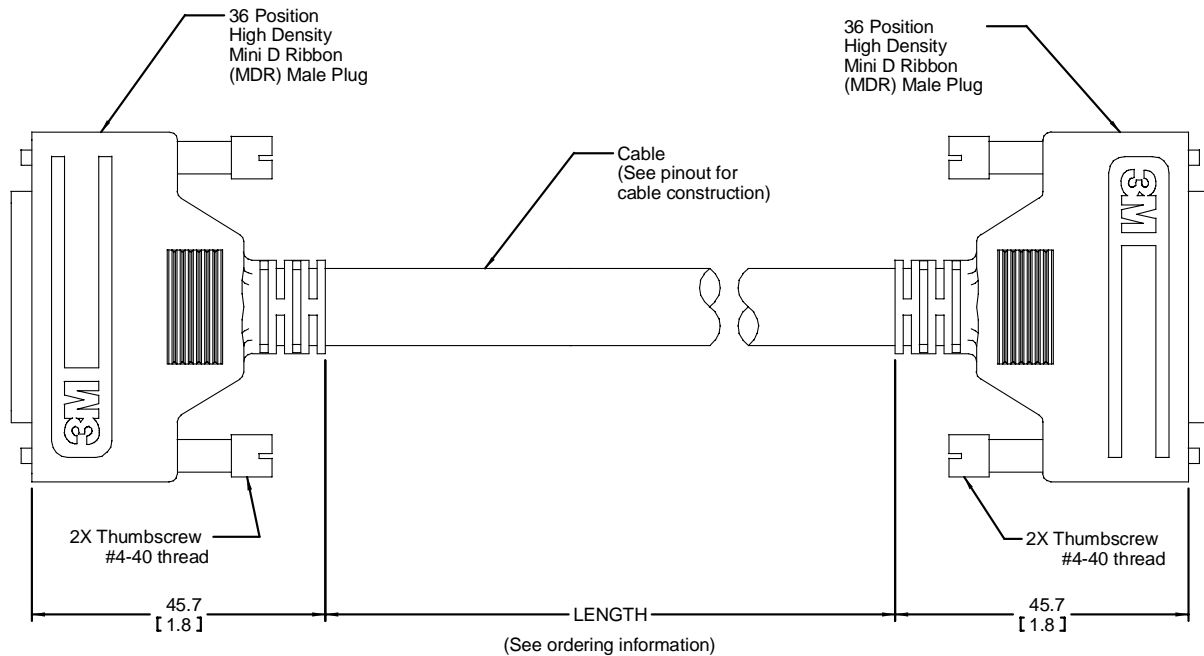 36 Position
High Density
Mini D Ribbon
(MDR) Male Plug
36 Position
High Density
Mini D Ribbon
(MDR) Male Plug
Cable
(See pinout for
cable construction)
3M
3M
2X Thumbscrew
#4-40 thread
2X Thumbscrew
#4-40 thread
45.7
[ 1.8 ]
LENGTH
(See ordering information)
45.7
[ 1.8 ]